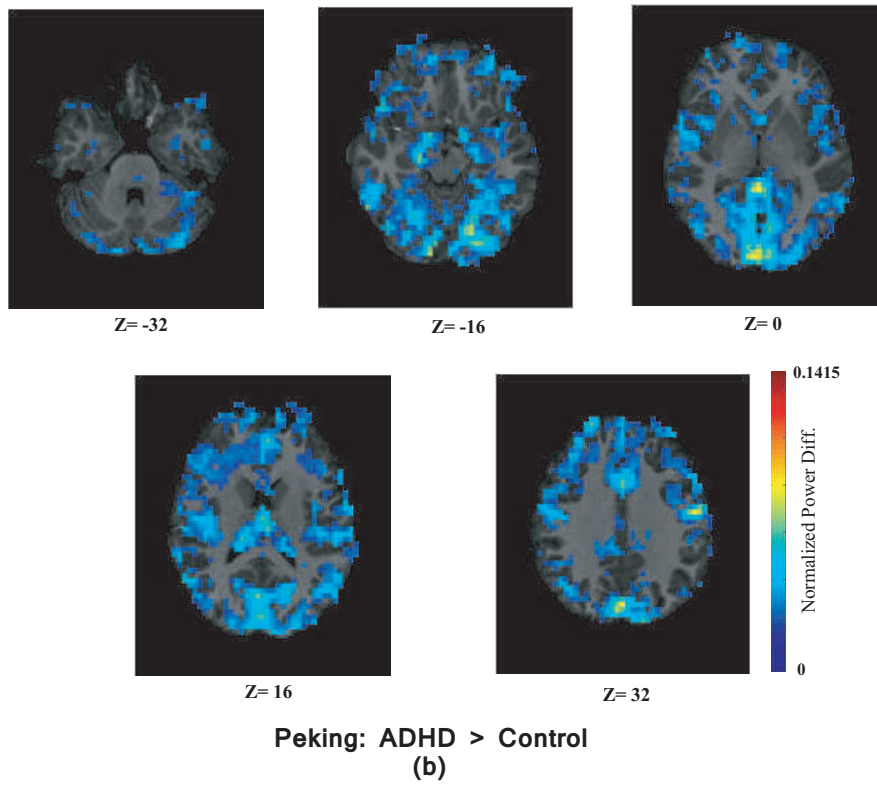 Z= -32
Z= -16
Z= 0
0.1415
Normalized Power Diff.
0
Z= 16
Z= 32
Peking: ADHD > Control
(b)